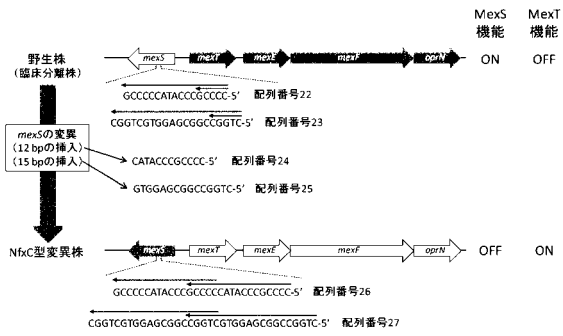 MexS MexT
機能 機能
野生株 mexS mexT mexE mexF oprN ON OFF
(臨床分離株)
GCCCCCATACCCGCCCC-5' 配列番号22
CGGTCGTGGAGCGGCCGGTC-5' 配列番号23
mexSの変異
(12 bpの挿入)
(15 bpの挿入)
CATACCCGCCCC-5' 配列番号24
GTGGAGCGGCCGGTC-5' 配列番号25
NfxC型変異株 mexS mexT mexE mexF oprN OFF ON
GCCCCCATACCCGCCCCCATACCCGCCCC-5' 配列番号26
CGGTCGTGGAGCGGCCGGTCGTGGAGCGGCCGGTC-5' 配列番号27